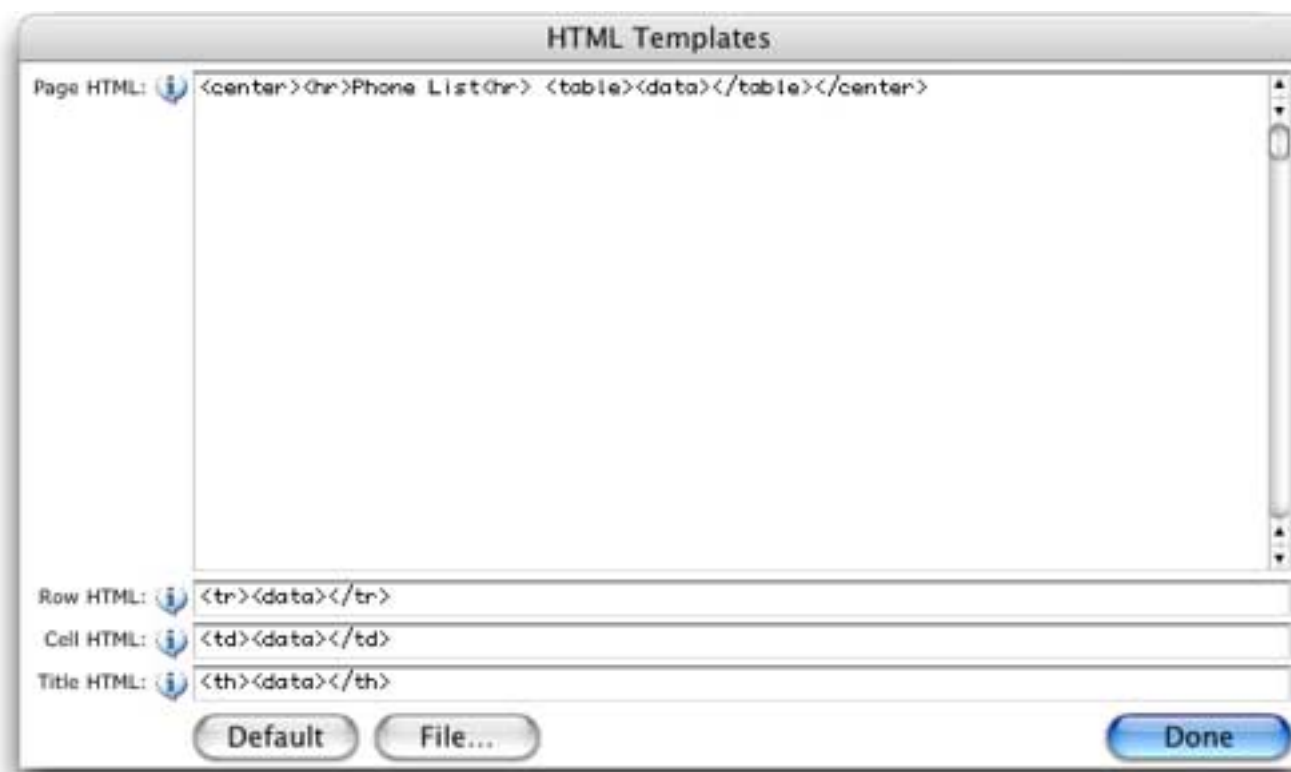 HTML Templates
Page HTML: <center><hr>Phone List<hr> <table><data></table></center>
Row HTML: <tr><data></tr>
Cell HTML: <td><data></td>
Title HTML: <th><data></th>
Default File... Done